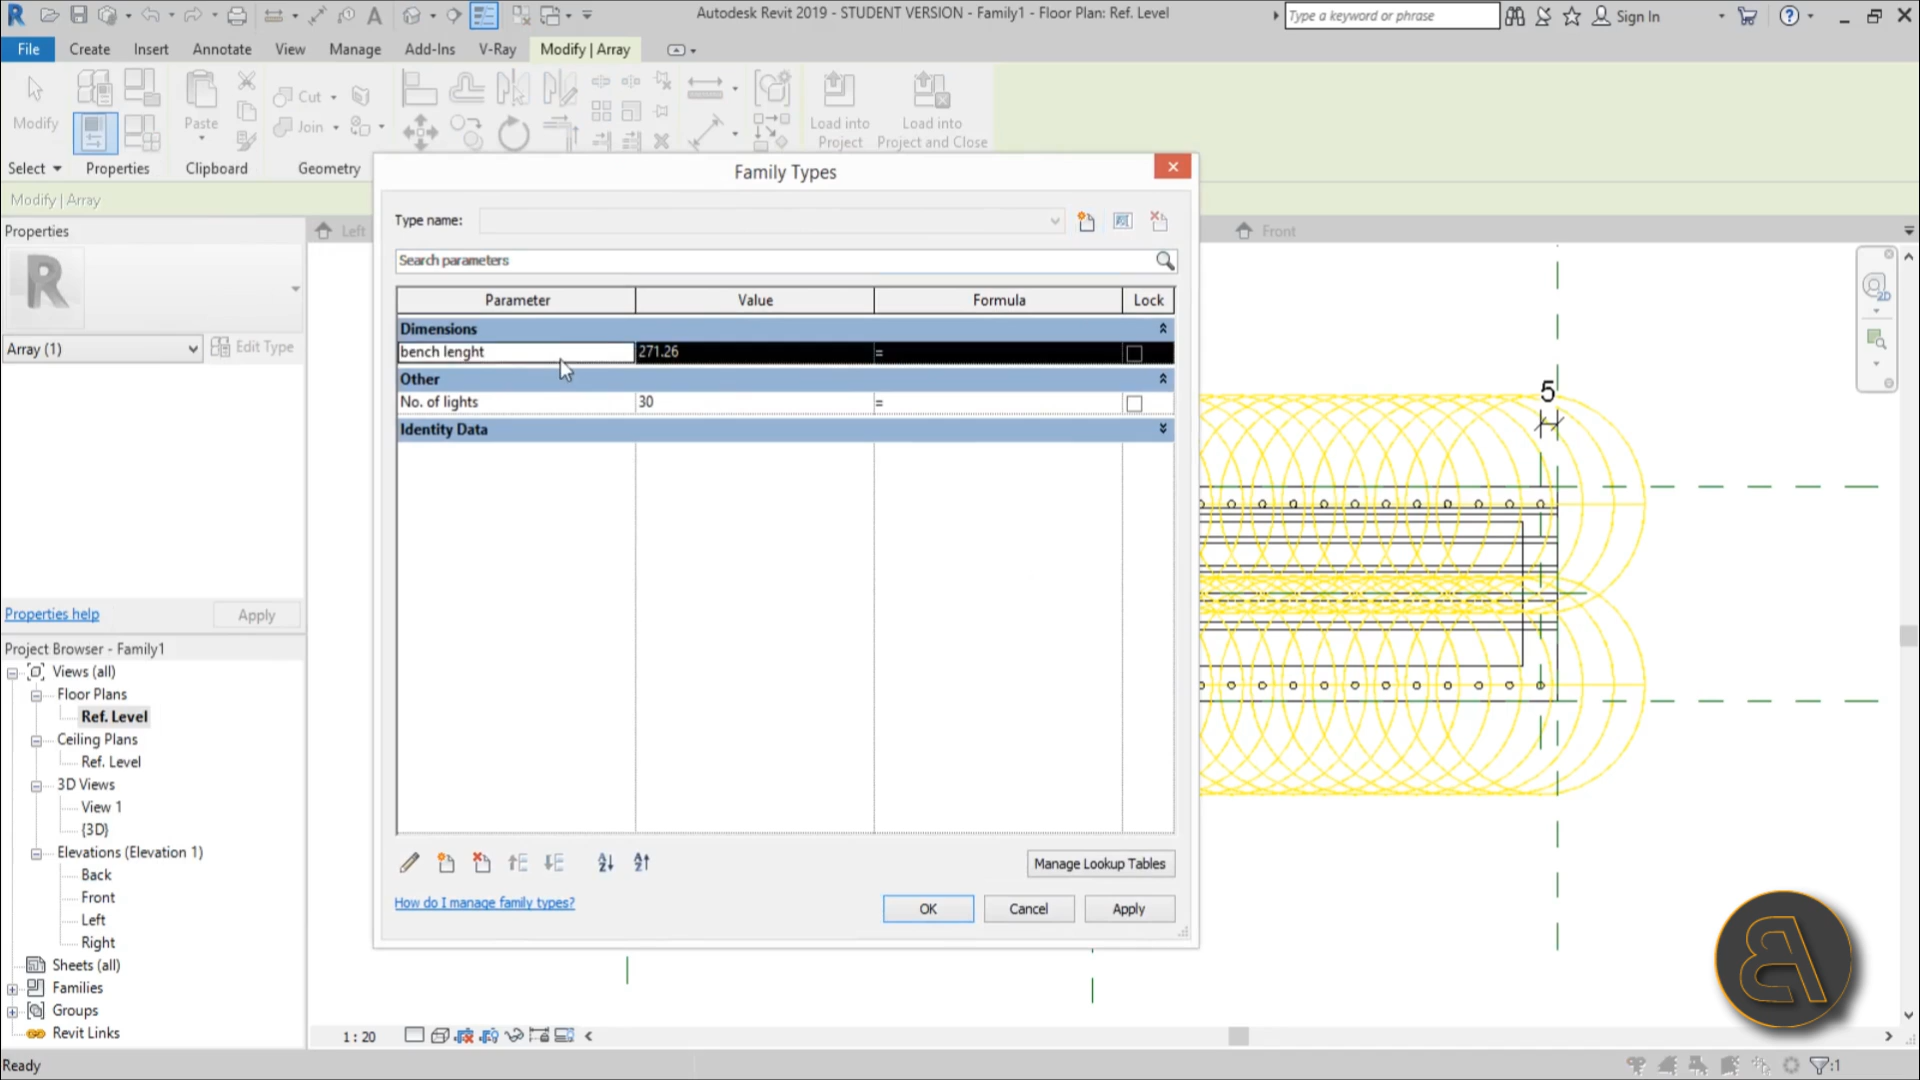 Autodesk Revit 2019 - STUDENT VERSION - Family1 - Floor Plan: Ref. Level
Type a keyword or phrase
Sign In
File
Create
Insert
Annotate
View
Manage
Add-Ins
V-Ray
Modify | Array
Modify
Paste
Cut
Join
Load into
Project
Load into
Project and Close
Select
Properties
Clipboard
Geometry
Modify | Array
Properties
Array (1)
Edit Type
Properties help
Apply
Project Browser - Family1
Views (all)
Floor Plans
Ref. Level
Ceiling Plans
Ref. Level
3D Views
View 1
{3D}
Elevations (Elevation 1)
Back
Front
Left
Right
Sheets (all)
Families
Groups
Revit Links
Left
Front
Family Types
Type name:
Search parameters
Parameter
Value
Formula
Lock
Dimensions
bench lenght
271.26
=
Other
No. of lights
30
=
Identity Data
Manage Lookup Tables
How do I manage family types?
OK
Cancel
Apply
5
2D
1 : 20
Ready
:1